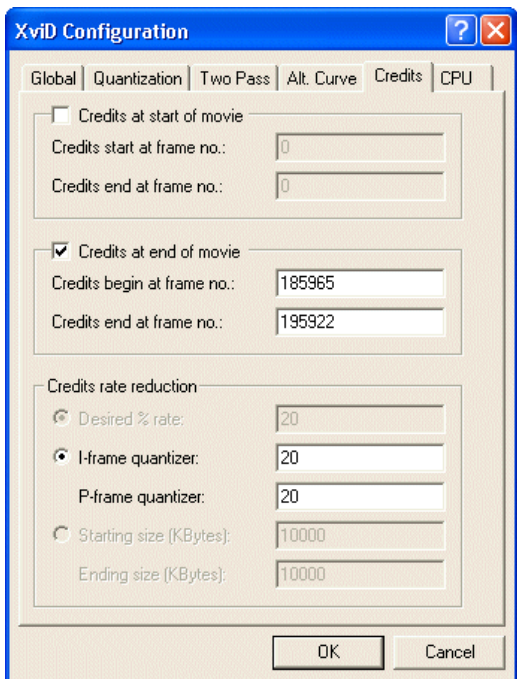 XviD Configuration
Global Quantization Two Pass Alt. Curve Credits CPU
Credits at start of movie
Credits start at frame no.: 0
Credits end at frame no.: 0
Credits at end of movie
Credits begin at frame no.: 185965
Credits end at frame no.: 195922
Credits rate reduction
Desired % rate: 20
I-frame quantizer: 20
P-frame quantizer: 20
Starting size (KBytes): 10000
Ending size (KBytes): 10000
OK Cancel